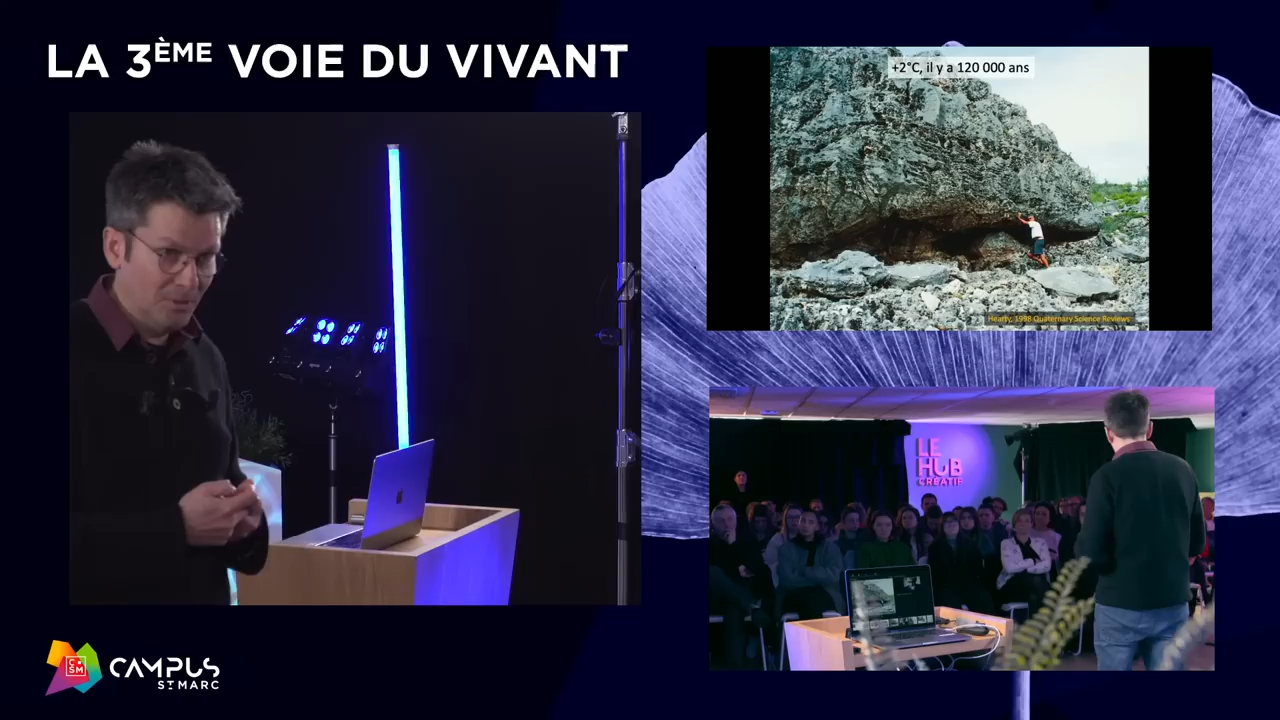 LA 3ÈME VOIE DU VIVANT
+2°C, il y a 120 000 ans
Hearty, 1998 Quaternary Science Reviews
LE
HUB
CRÉATIF
CSM
CAMPUS
ST MARC